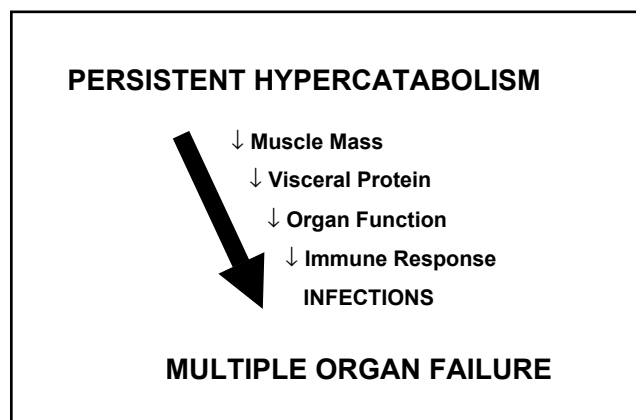 PERSISTENT HYPERCATABOLISM
↓ Muscle Mass
↓ Visceral Protein
↓ Organ Function
↓ Immune Response
INFECTIONS
MULTIPLE ORGAN FAILURE